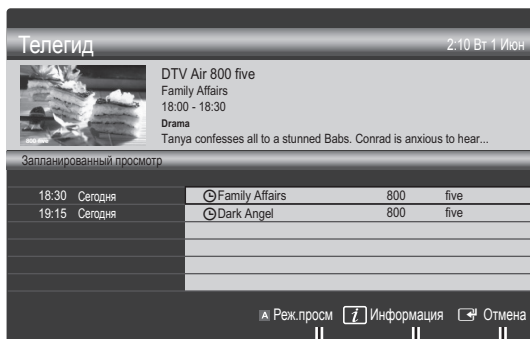 Телегид 2:10 Вт 1 Июн
DTV Air 800 five
Family Affairs
18:00 - 18:30
Drama
Tanya confesses all to a stunned Babs. Conrad is anxious to hear...
800 five
Запланированный просмотр
18:30 Сегодня Family Affairs 800 five
19:15 Сегодня Dark Angel 800 five
A Реж.просм i Информация Отмена